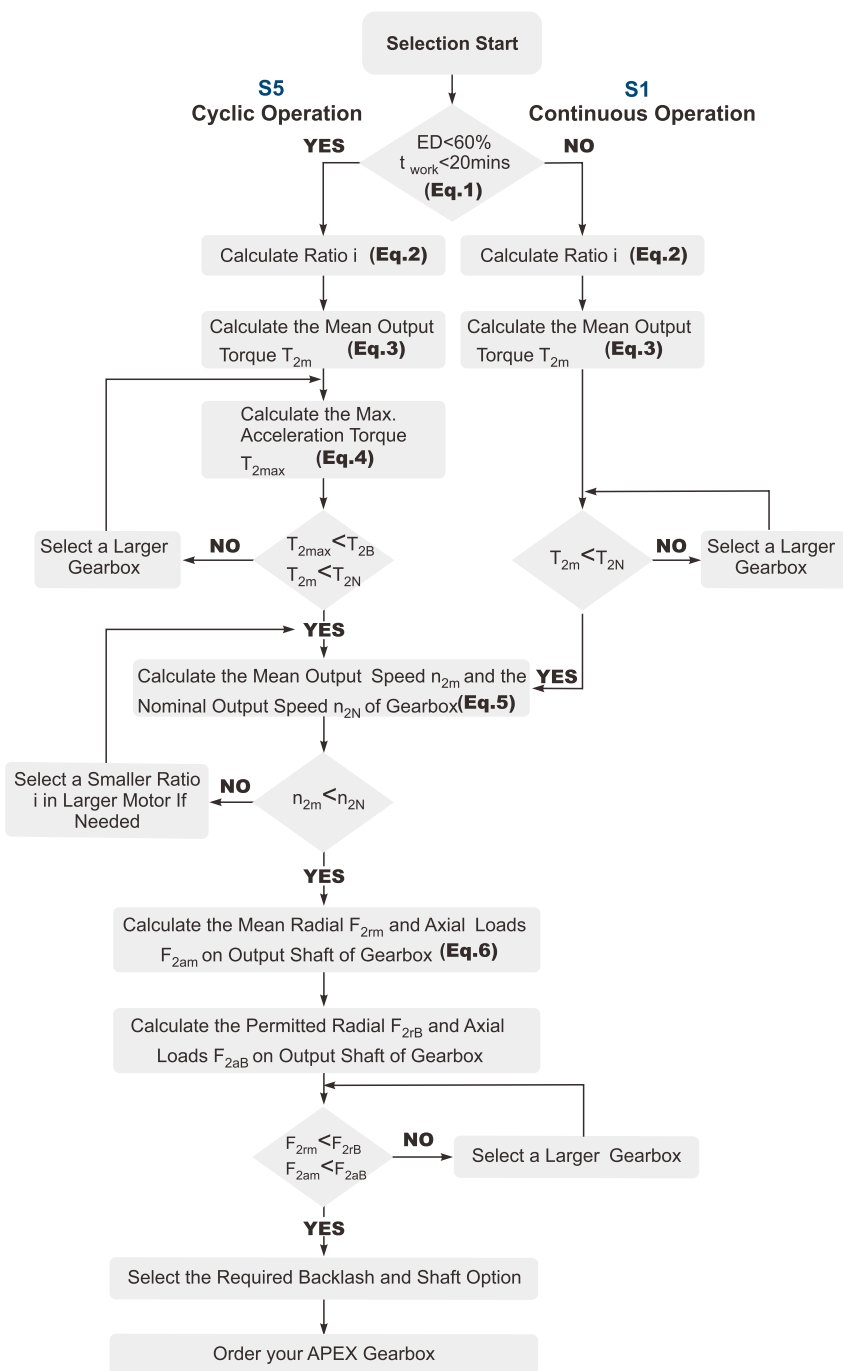 Selection Start
S5
Cyclic Operation
S1
Continuous Operation
YES
ED<60%
t work<20mins
(Eq.1)
NO
Calculate Ratio i (Eq.2)
Calculate Ratio i (Eq.2)
Calculate the Mean Output
Torque T2m (Eq.3)
Calculate the Mean Output
Torque T2m (Eq.3)
Calculate the Max.
Acceleration Torque
T2max (Eq.4)
Select a Larger
Gearbox
NO
T2max<T2B
T2m<T2N
T2m<T2N
NO
Select a Larger
Gearbox
YES
Calculate the Mean Output Speed n2m and the
Nominal Output Speed n2N of Gearbox(Eq.5)
YES
Select a Smaller Ratio
i in Larger Motor If
Needed
NO
n2m<n2N
YES
Calculate the Mean Radial F2rm and Axial Loads
F2am on Output Shaft of Gearbox (Eq.6)
Calculate the Permitted Radial F2rB and Axial
Loads F2aB on Output Shaft of Gearbox
F2rm<F2rB
F2am<F2aB
NO
Select a Larger Gearbox
YES
Select the Required Backlash and Shaft Option
Order your APEX Gearbox